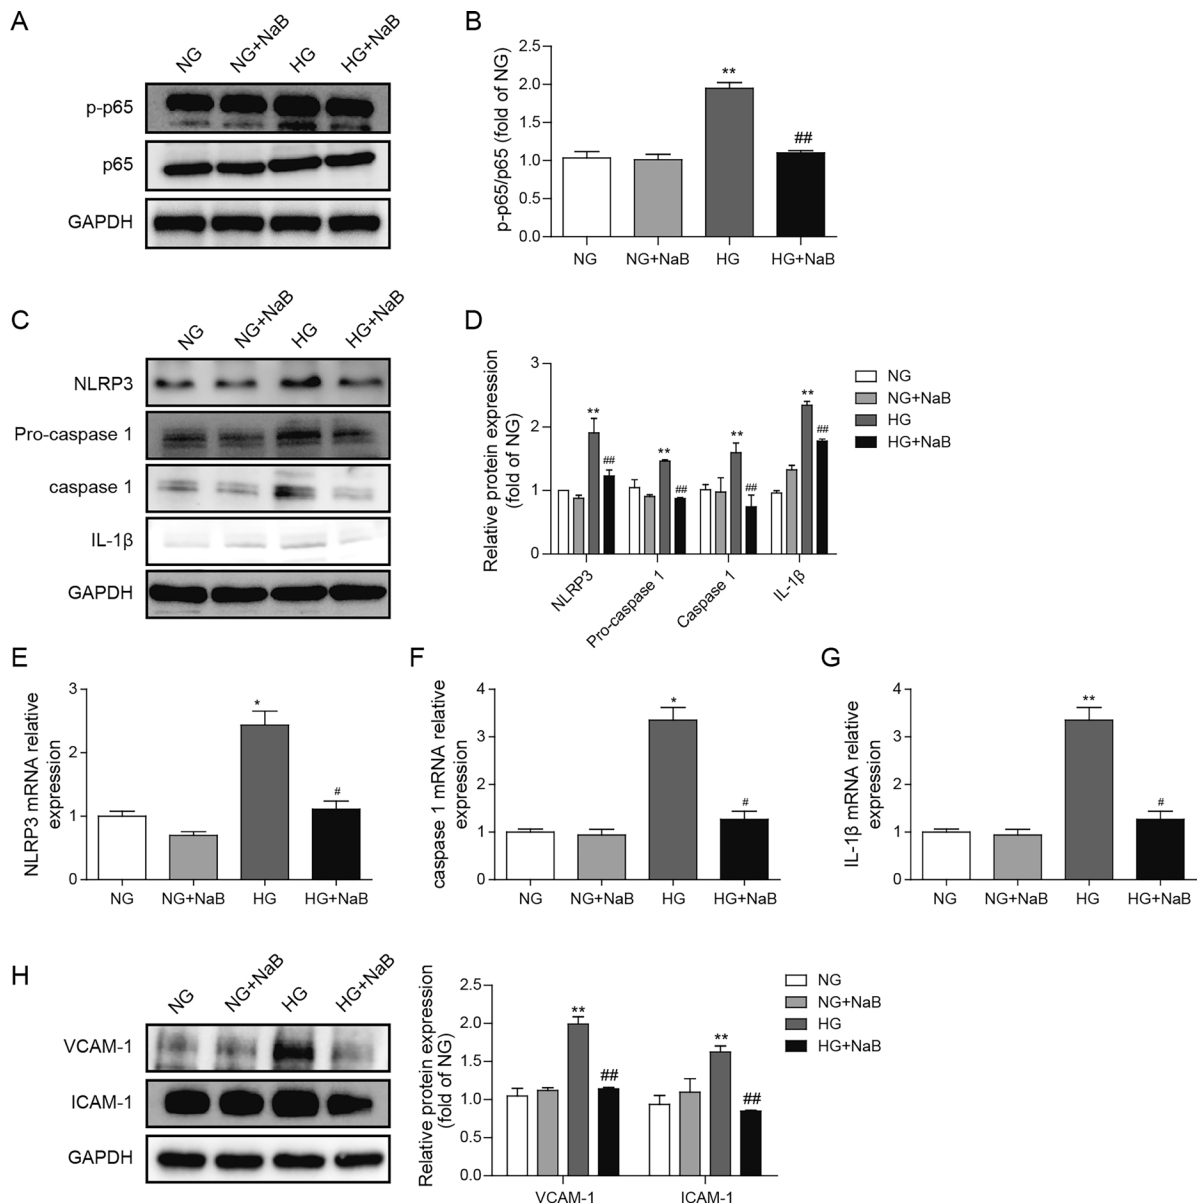 A
NG
NG+NaB
HG
HG+NaB
p-p65
p65
GAPDH
B
p-p65/p65 (fold of NG)
2.5
2.0
1.5
1.0
0.5
0.0
**
##
NG
NG+NaB
HG
HG+NaB
C
NG
NG+NaB
HG
HG+NaB
NLRP3
Pro-caspase 1
caspase 1
IL-1β
GAPDH
D
Relative protein expression
(fold of NG)
3
2
1
0
**
##
**
##
**
##
**
##
NLRP3
Pro-caspase 1
Caspase 1
IL-1β
NG
NG+NaB
HG
HG+NaB
E
NLRP3 mRNA relative
expression
3
2
1
0
*
#
NG
NG+NaB
HG
HG+NaB
F
caspase 1 mRNA relative
expression
4
3
2
1
0
*
#
NG
NG+NaB
HG
HG+NaB
G
IL-1β mRNA relative
expression
4
3
2
1
0
**
#
NG
NG+NaB
HG
HG+NaB
H
NG
NG+NaB
HG
HG+NaB
VCAM-1
ICAM-1
GAPDH
Relative protein expression
(fold of NG)
2.5
2.0
1.5
1.0
0.5
0.0
**
##
**
##
VCAM-1
ICAM-1
NG
NG+NaB
HG
HG+NaB